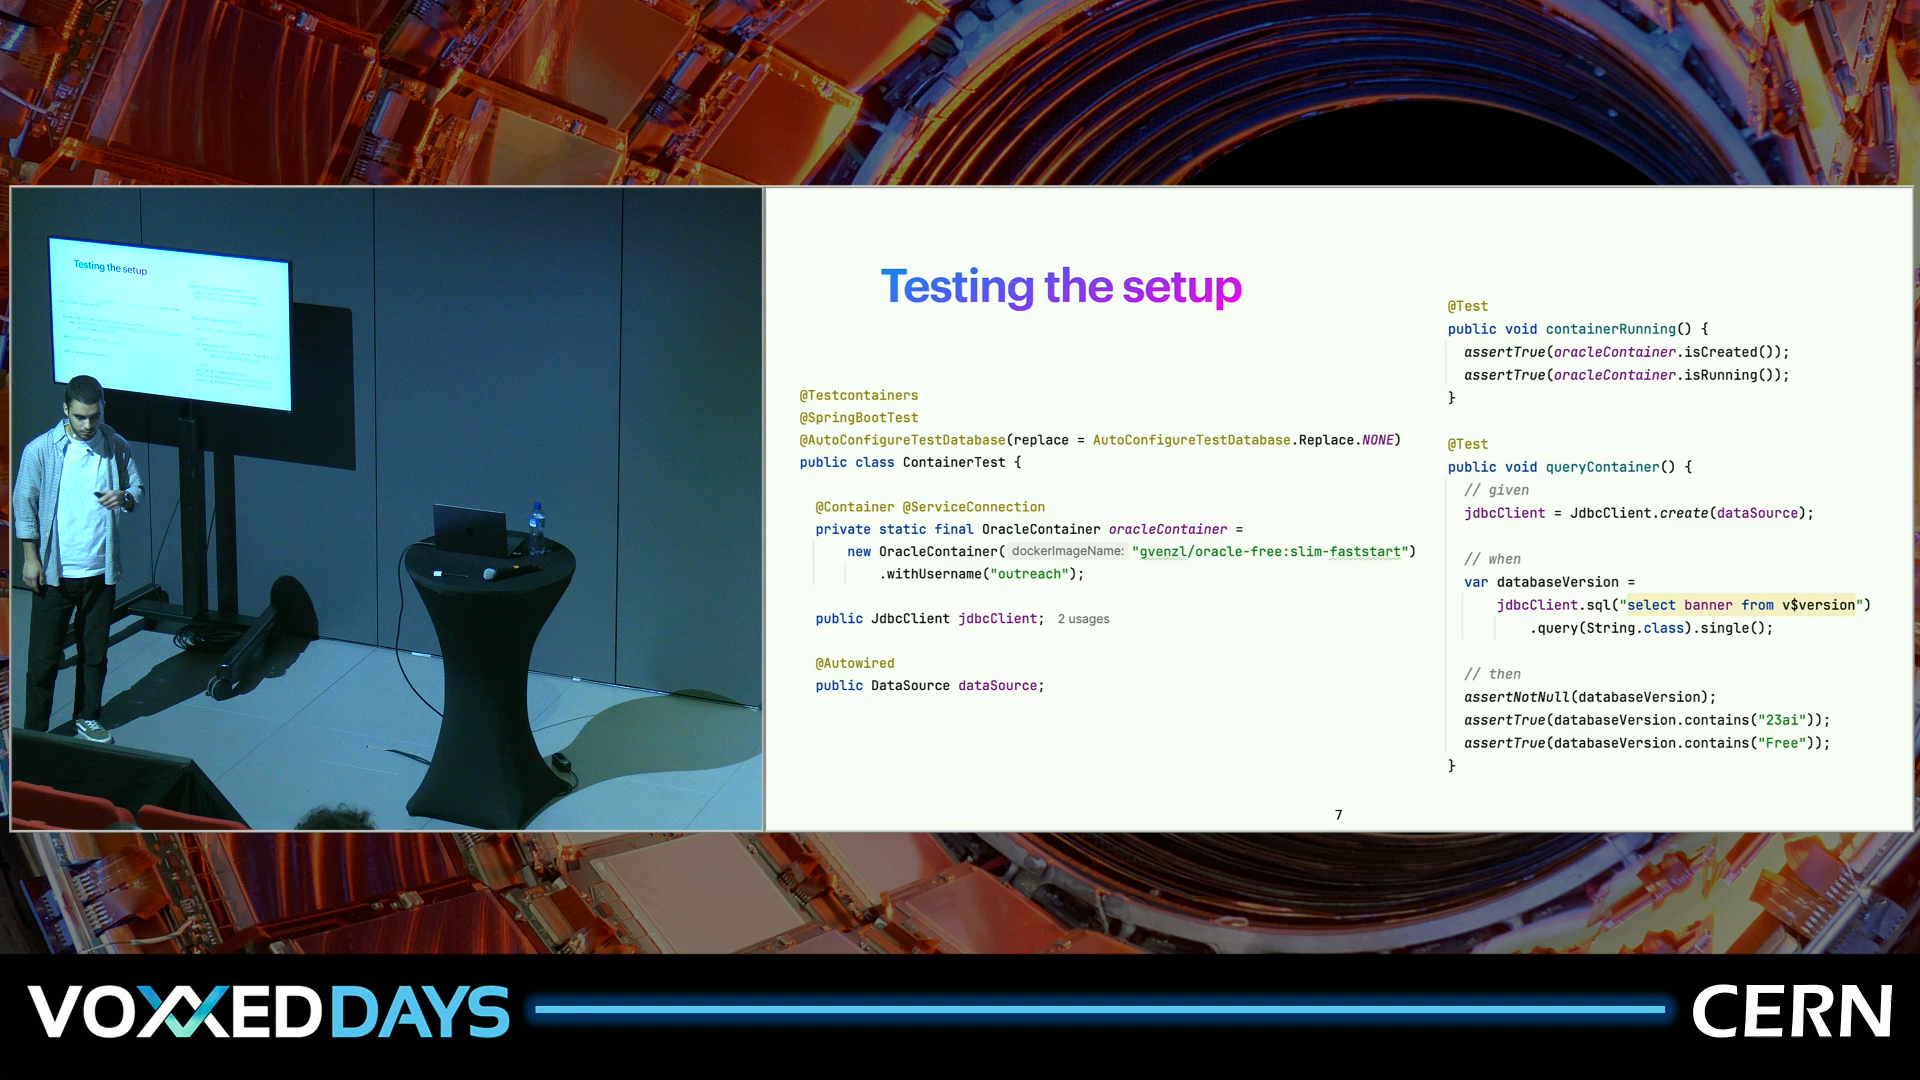 Testing the setup
Testing the setup
@Testcontainers
@SpringBootTest
@AutoConfigureTestDatabase(replace = AutoConfigureTestDatabase.Replace.NONE)
public class ContainerTest {
@Container @ServiceConnection
private static final OracleContainer oracleContainer =
new OracleContainer( dockerImageName: "gvenzl/oracle-free:slim-faststart")
.withUsername("outreach");
public JdbcClient jdbcClient; 2 usages
@Autowired
public DataSource dataSource;
@Test
public void containerRunning() {
assertTrue(oracleContainer.isCreated());
assertTrue(oracleContainer.isRunning());
}
@Test
public void queryContainer() {
// given
jdbcClient = JdbcClient.create(dataSource);
// when
var databaseVersion =
jdbcClient.sql("select banner from v$version")
.query(String.class).single();
// then
assertNotNull(databaseVersion);
assertTrue(databaseVersion.contains("23ai"));
assertTrue(databaseVersion.contains("Free"));
}
7
VOXXED DAYS
CERN